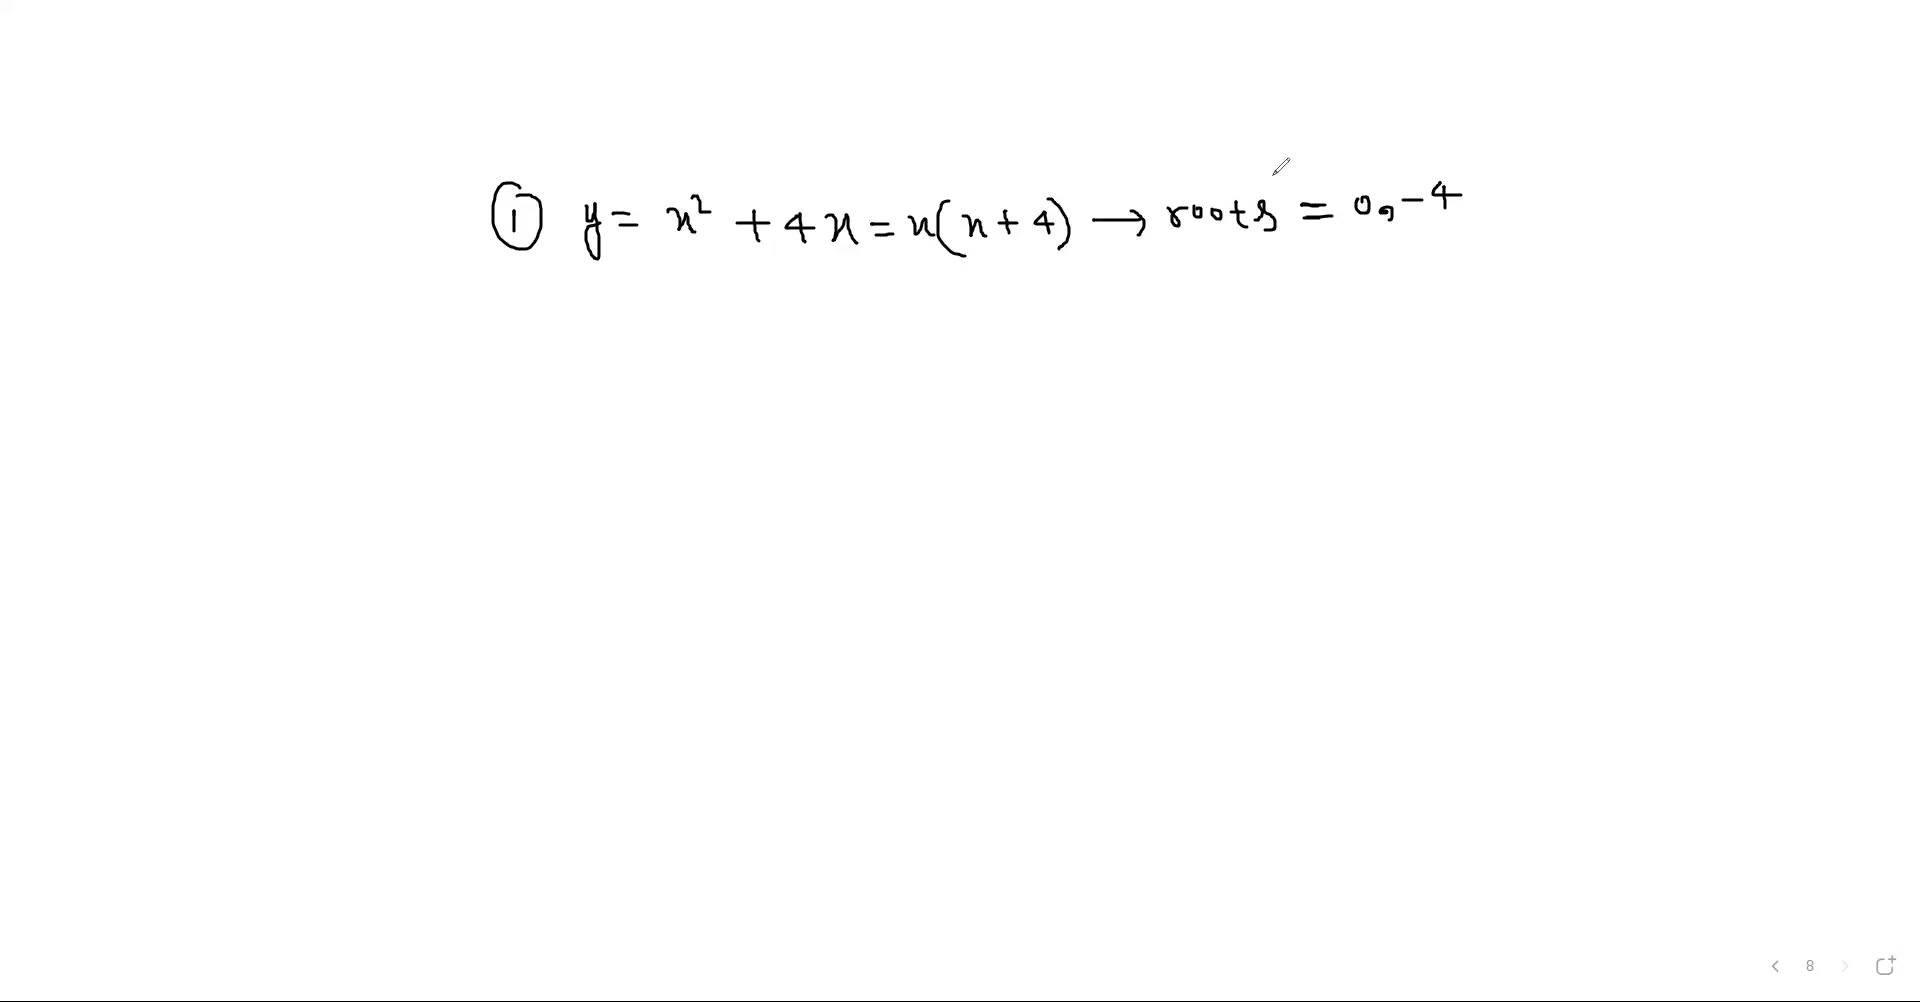 ① y = x² + 4x = x(x + 4) → roots = 0, -4
8